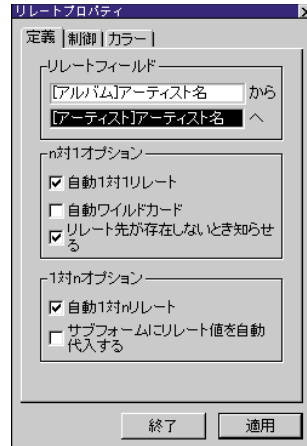 リレートプロパティ
定義 制御 カラー
リレートフィールド
[アルバム]アーティスト名 から
[アーティスト]アーティスト名 へ
n対1オプション
自動1対1リレート
自動ワイルドカード
リレート先が存在しないとき知らせ
る
1対nオプション
自動1対nリレート
サブフォームにリレート値を自動
代入する
終了 適用